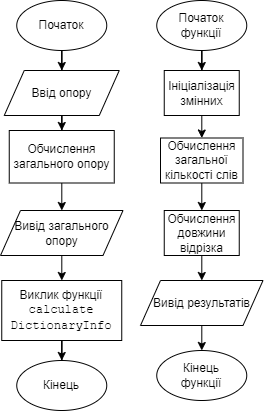 Початок
Ввід опору
Обчислення
загального опору
Вивід загального
опору
Виклик функції
calculate
DictionaryInfo
Кінець
Початок
функції
Ініціалізація
змінних
Обчислення
загальної
кількості слів
Обчислення
довжини
відрізка
Вивід результатів
Кінець
функції